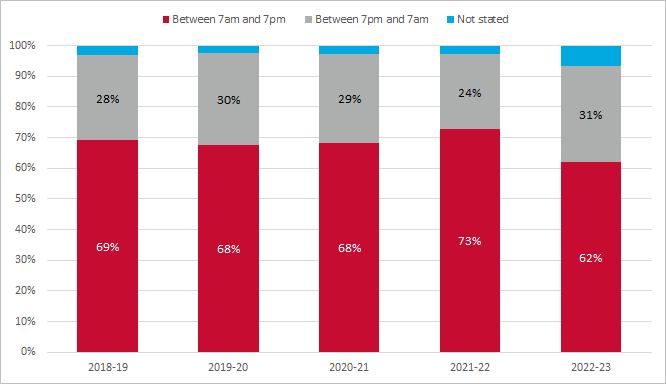 Between 7am and 7pm Between 7pm and 7am Not stated
100%
90%
80%
70%
60%
50%
40%
30%
20%
10%
0%
28% 30% 29% 24% 31%
69% 68% 68% 73% 62%
2018-19 2019-20 2020-21 2021-22 2022-23